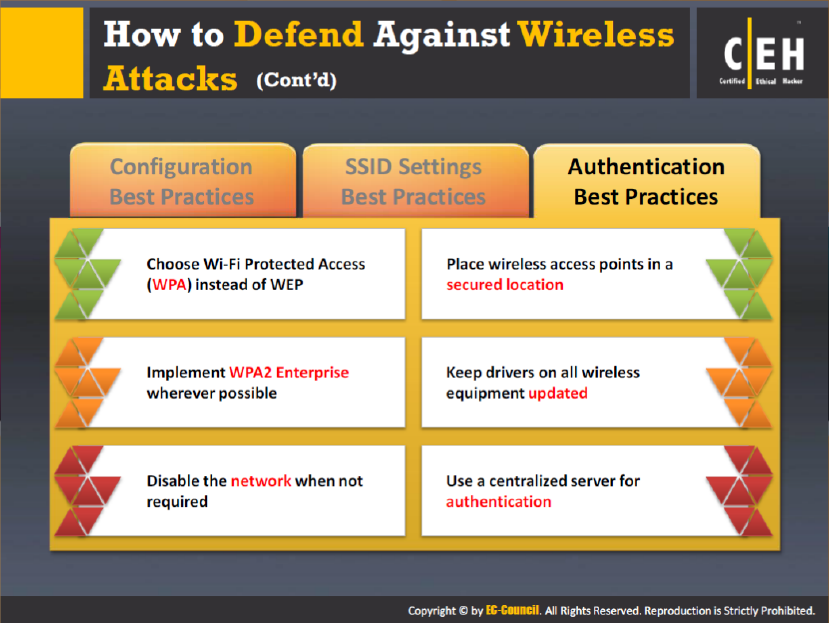 How to Defend Against Wireless
Attacks (Cont'd)
C|EH
™
Certified Ethical Hacker
Configuration
Best Practices
SSID Settings
Best Practices
Authentication
Best Practices
Choose Wi-Fi Protected Access
(WPA) instead of WEP
Place wireless access points in a
secured location
Implement WPA2 Enterprise
wherever possible
Keep drivers on all wireless
equipment updated
Disable the network when not
required
Use a centralized server for
authentication
Copyright © by EC-Council. All Rights Reserved. Reproduction is Strictly Prohibited.